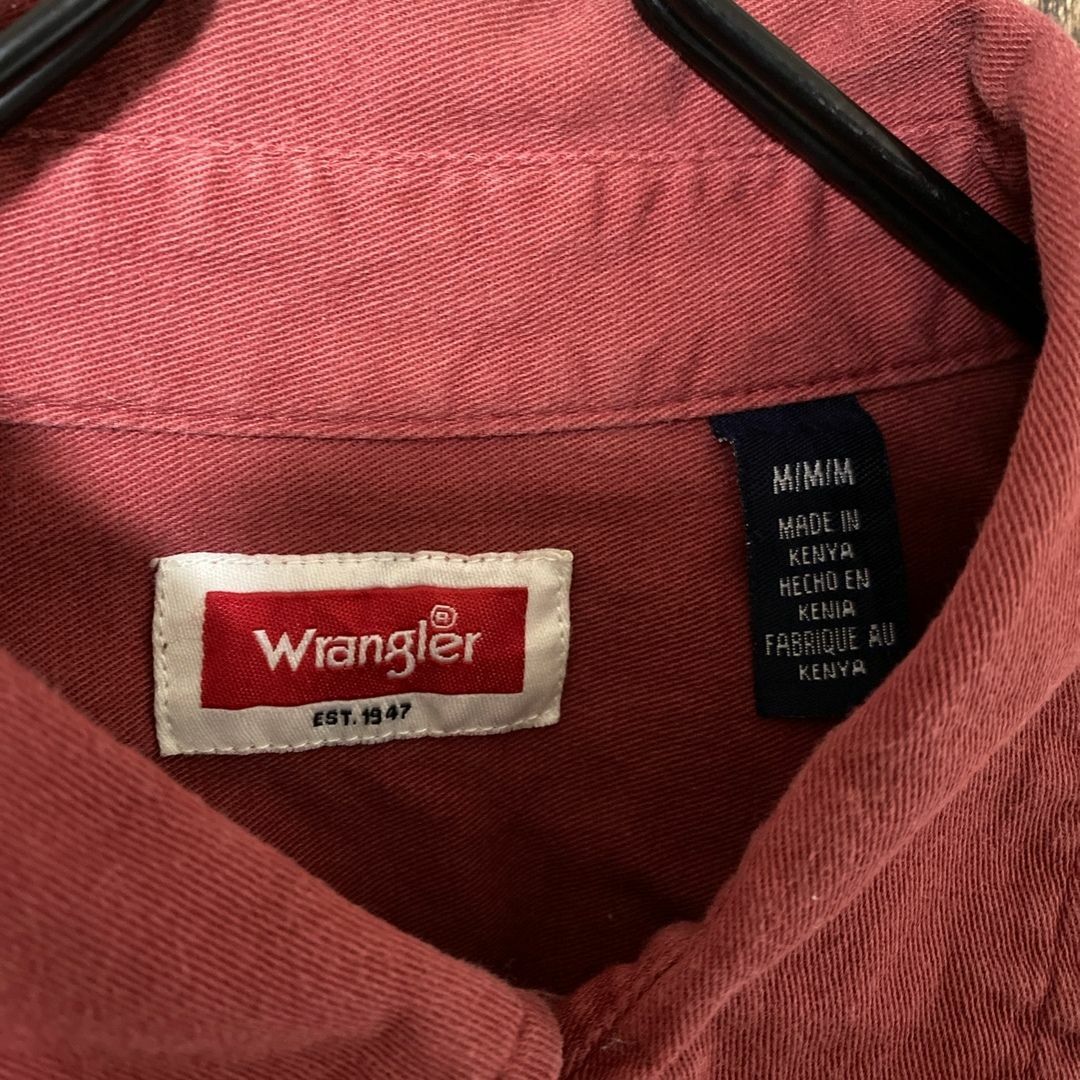 Wrangler®
EST. 1947
M/M/M
MADE IN
KENYA
HECHO EN
KENIA
FABRIQUE AU
KENYA